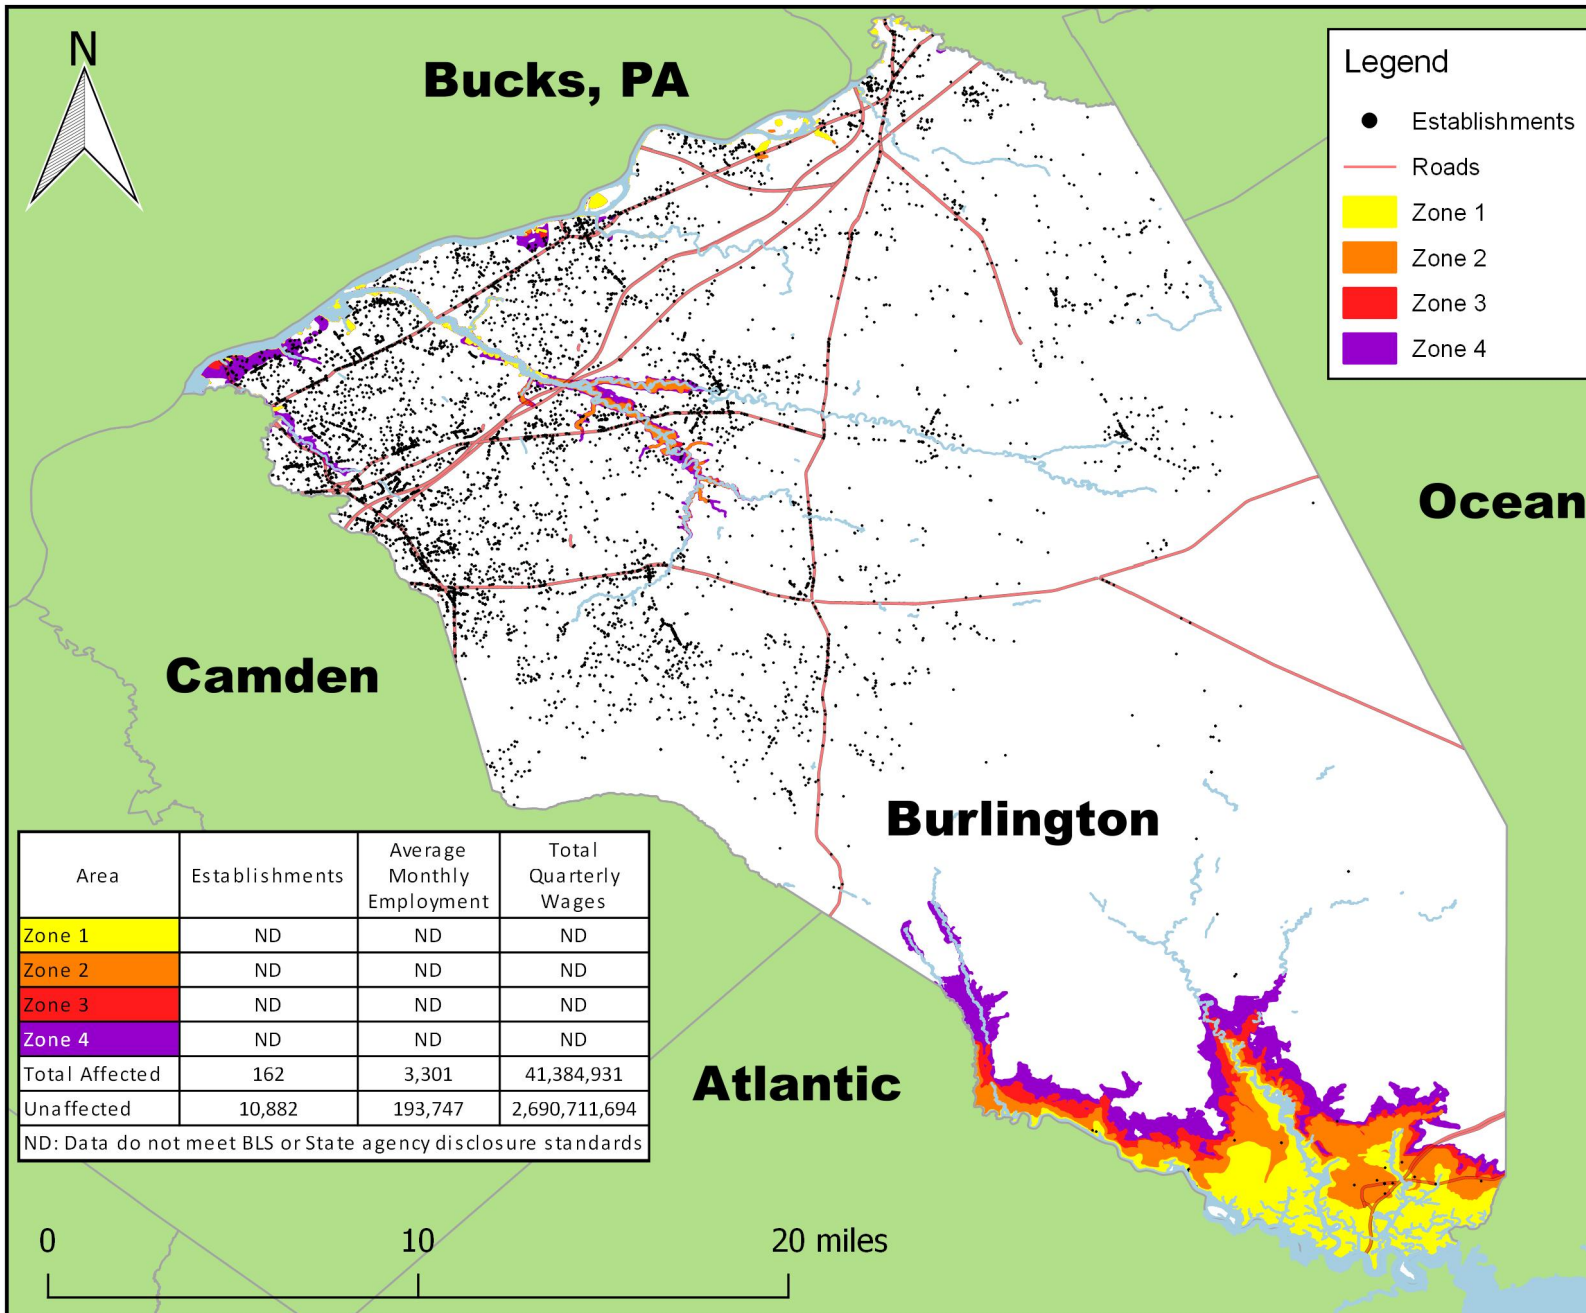 N
Bucks, PA
Legend
Establishments
Roads
Zone 1
Zone 2
Zone 3
Zone 4
Ocean
Camden
Burlington
Atlantic
Area Establishments Average Monthly Employment Total Quarterly Wages
Zone 1 ND ND ND
Zone 2 ND ND ND
Zone 3 ND ND ND
Zone 4 ND ND ND
Total Affected 162 3,301 41,384,931
Unaffected 10,882 193,747 2,690,711,694
ND: Data do not meet BLS or State agency disclosure standards
0 10 20 miles